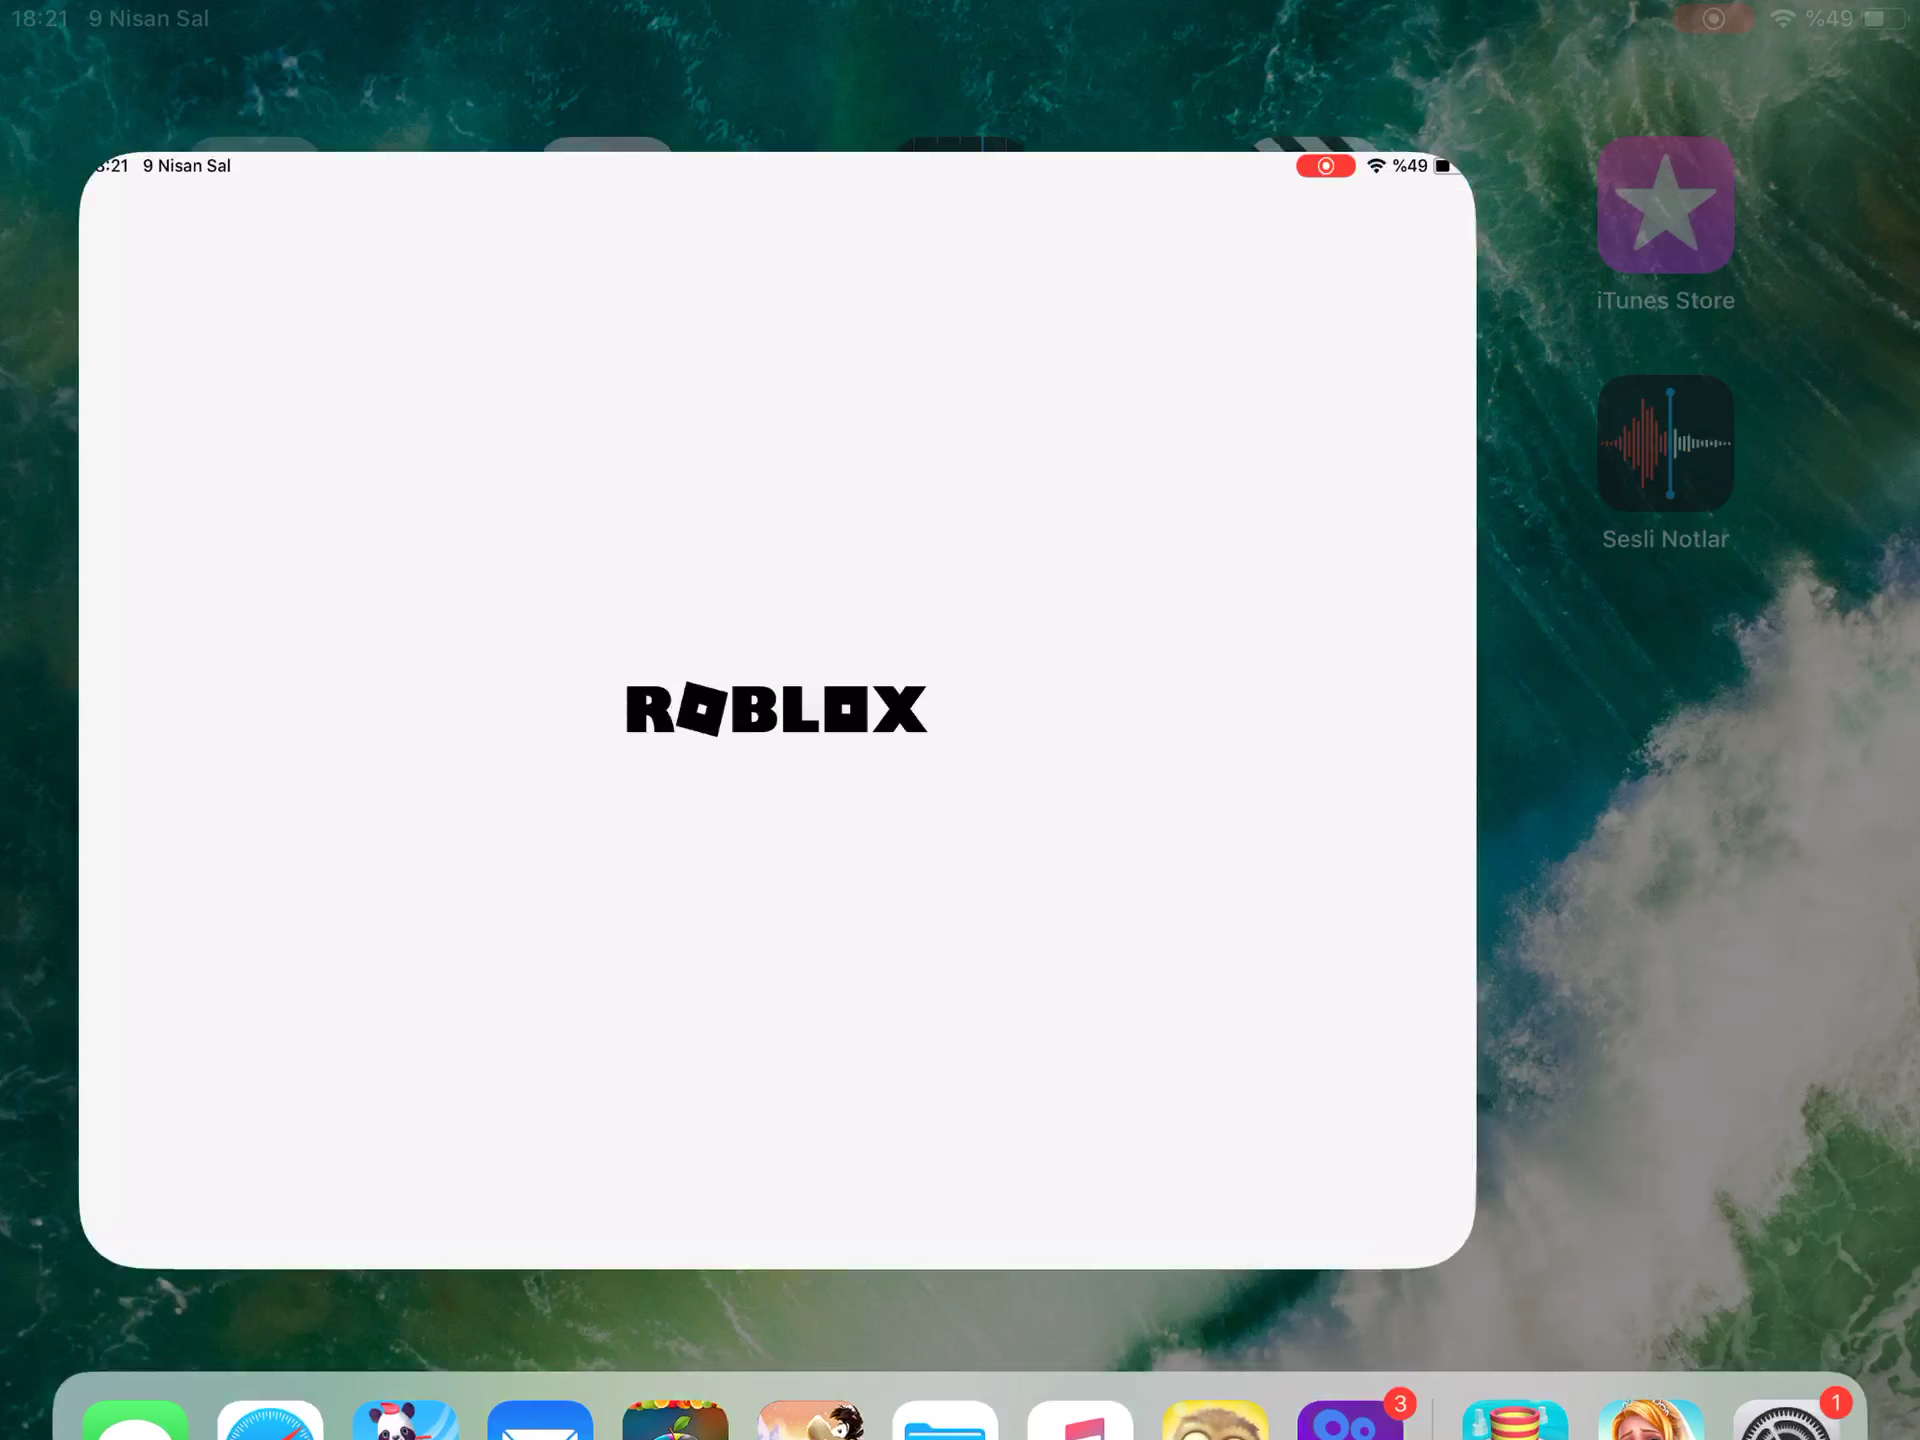 18:21 9 Nisan Sal
%49
:21 9 Nisan Sal
%49
iTunes Store
Sesli Notlar
ROBLOX
3
1